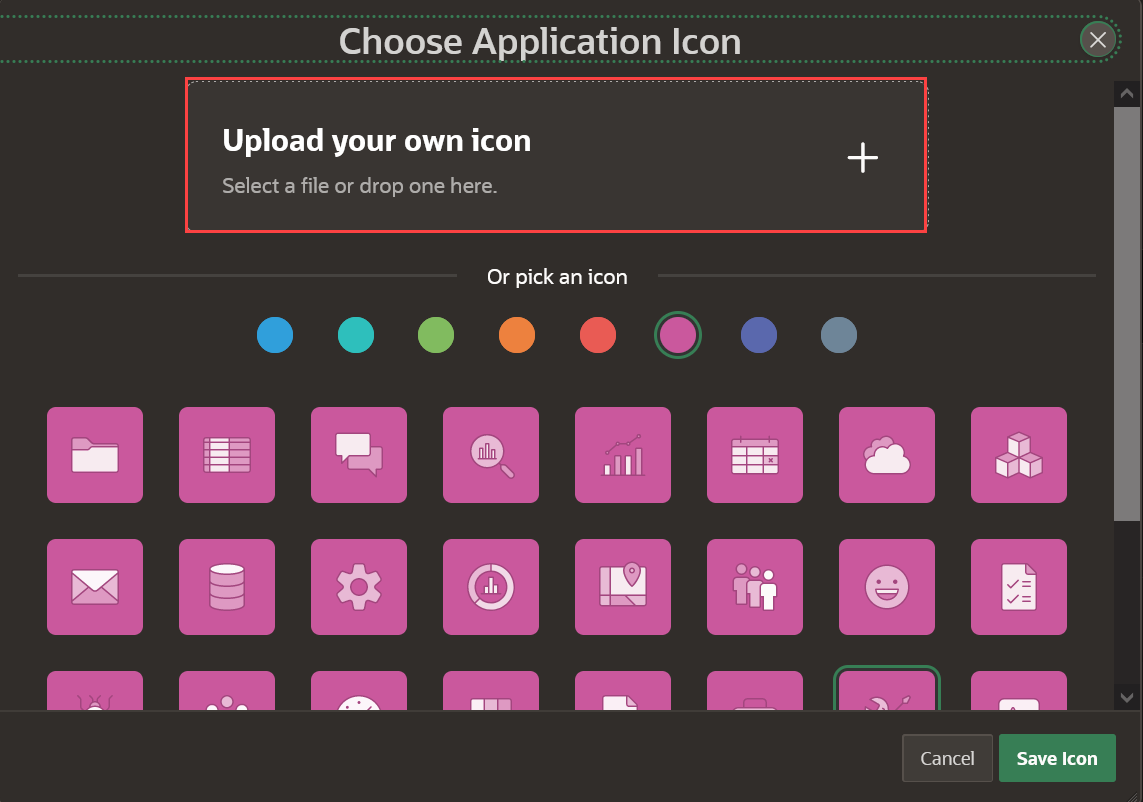 Choose Application Icon
Upload your own icon
Select a file or drop one here.
Or pick an icon
Cancel
Save Icon